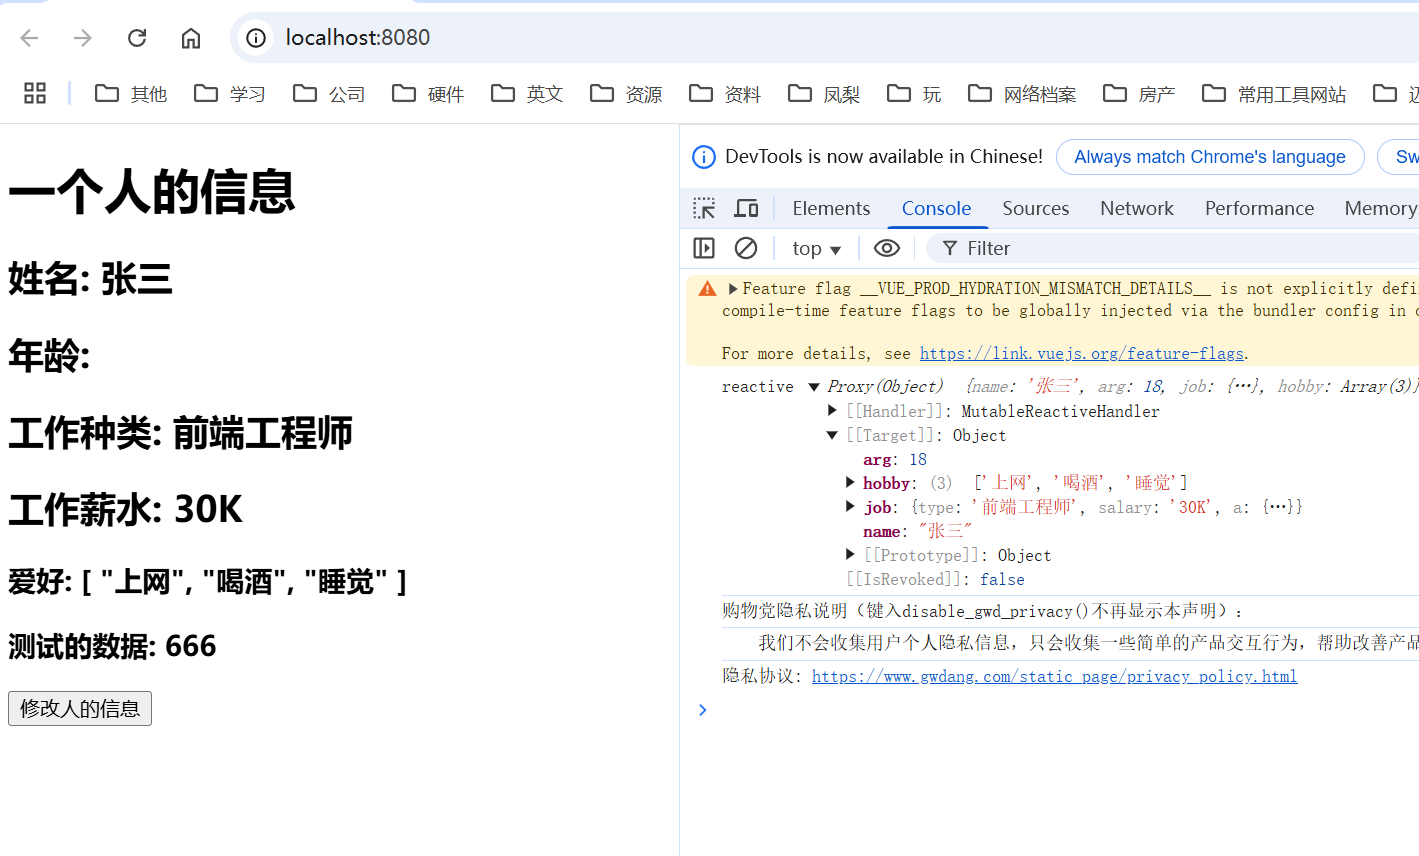 localhost:8080
其他 学习 公司 硬件 英文 资源 资料 凤梨 玩 网络档案 房产 常用工具网站
一个人的信息
姓名: 张三
年龄:
工作种类: 前端工程师
工作薪水: 30K
爱好: [ "上网", "喝酒", "睡觉" ]
测试的数据: 666
修改人的信息
DevTools is now available in Chinese! Always match Chrome's language Sw
Elements Console Sources Network Performance Memory
top Filter
Feature flag __VUE_PROD_HYDRATION_MISMATCH_DETAILS__ is not explicitly defi
compile-time feature flags to be globally injected via the bundler config in
For more details, see https://link.vuejs.org/feature-flags.
reactive Proxy(Object) {name: '张三', arg: 18, job: {…}, hobby: Array(3)}
[[Handler]]: MutableReactiveHandler
[[Target]]: Object
arg: 18
hobby: (3) ['上网', '喝酒', '睡觉']
job: {type: '前端工程师', salary: '30K', a: {…}}
name: "张三"
[[Prototype]]: Object
[[IsRevoked]]: false
购物党隐私说明（键入disable_gwd_privacy()不再显示本声明）:
我们不会收集用户个人隐私信息，只会收集一些简单的产品交互行为，帮助改善产品
隐私协议: https://www.gwdang.com/static_page/privacy_policy.html